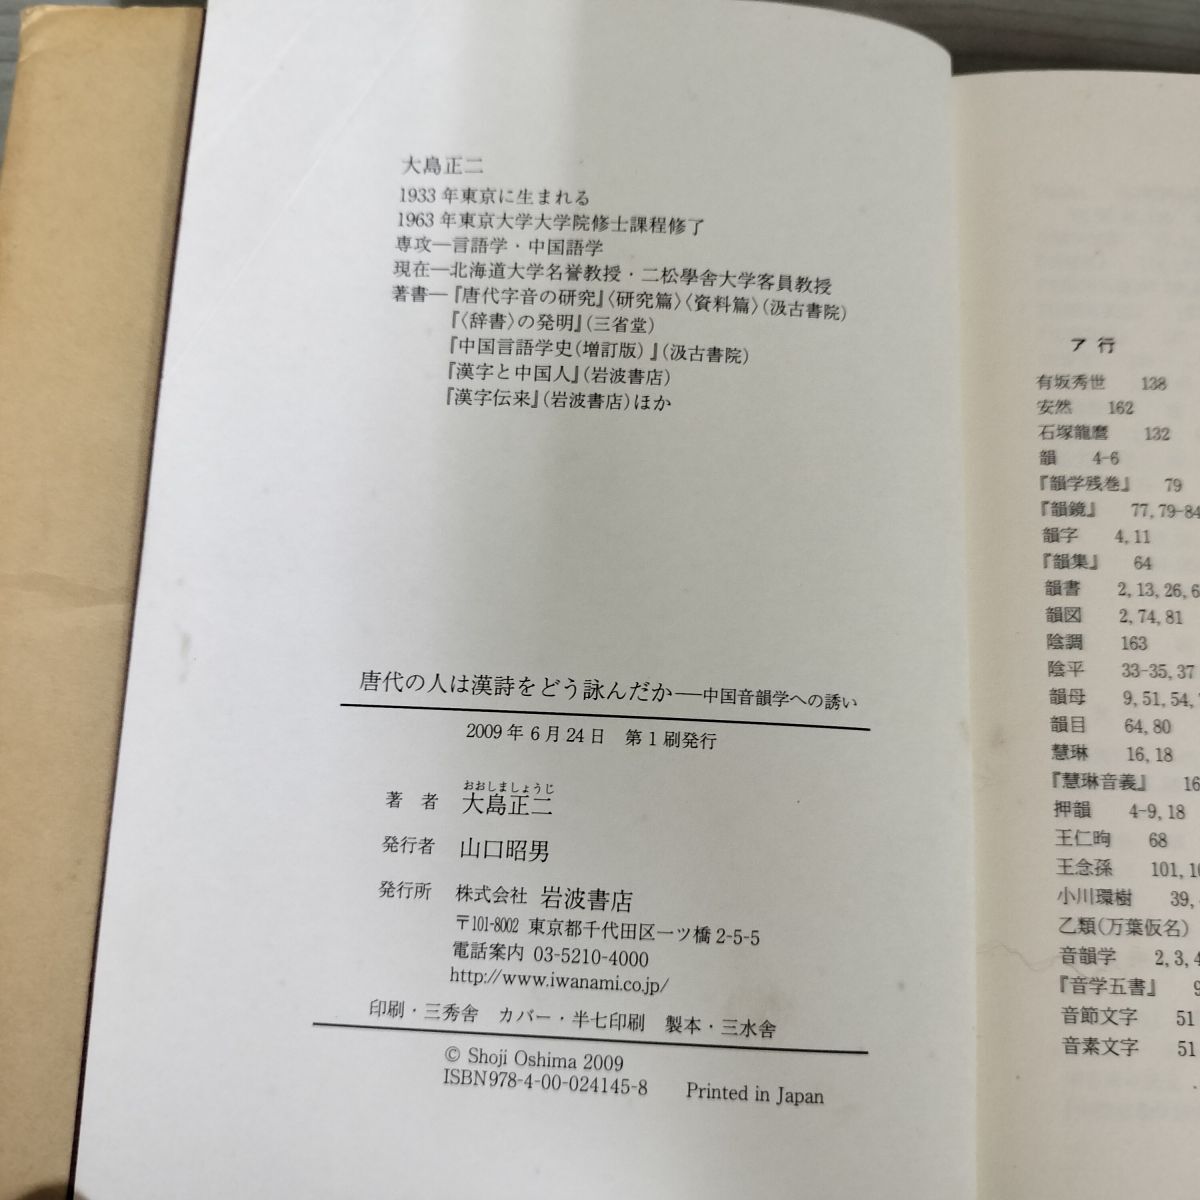 大島正二
1933年東京に生まれる
1963年東京大学大学院修士課程修了
専攻―言語学・中国語学
現在―北海道大学名誉教授・二松學舎大学客員教授
著書―『唐代字音の研究』〈研究篇〉〈資料篇〉(汲古書院)
『〈辞書〉の発明』(三省堂)
『中国言語学史(増訂版)』(汲古書院)
『漢字と中国人』(岩波書店)
『漢字伝来』(岩波書店)ほか
唐代の人は漢詩をどう詠んだか―中国音韻学への誘い
2009年6月24日 第1刷発行
おおしましょうじ
著者 大島正二
発行者 山口昭男
発行所 株式会社 岩波書店
〒101-8002 東京都千代田区一ツ橋2-5-5
電話案内 03-5210-4000
http://www.iwanami.co.jp/
印刷・三秀舎 カバー・半七印刷 製本・三水舎
© Shoji Oshima 2009
ISBN978-4-00-024145-8 Printed in Japan
ア行
有坂秀世 138
安然 162
石塚龍麿 132
韻 4-6
『韻学残巻』 79
『韻鏡』 77, 79-84
韻字 4, 11
『韻集』 64
韻書 2, 13, 26, 6
韻図 2, 74, 81
陰調 163
陰平 33-35, 37
韻母 9, 51, 54, 7
韻目 64, 80
慧琳 16, 18
『慧琳音義』 16
押韻 4-9, 18
王仁昫 68
王念孫 101, 10
小川環樹 39,
乙類(万葉仮名)
音韻学 2, 3, 4
『音学五書』 9
音節文字 51
音素文字 51